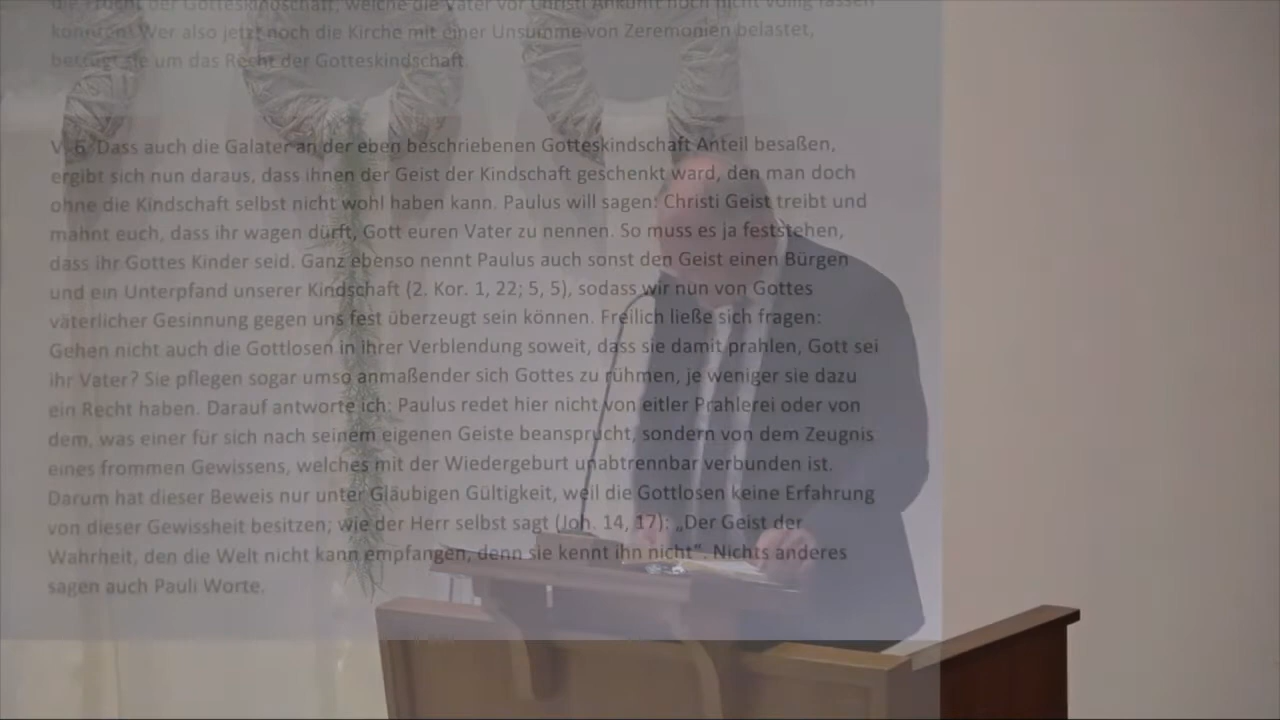 die Frucht der Gotteskindschaft, welche die Väter vor Christi Ankunft noch nicht völlig fassen
konnten! Wer also jetzt noch die Kirche mit einer Unsumme von Zeremonien belastet,
betrügt sie um das Recht der Gotteskindschaft.
V. 6. Dass auch die Galater an der eben beschriebenen Gotteskindschaft Anteil besaßen,
ergibt sich nun daraus, dass ihnen der Geist der Kindschaft geschenkt ward, den man doch
ohne die Kindschaft selbst nicht wohl haben kann. Paulus will sagen: Christi Geist treibt und
mahnt euch, dass ihr wagen dürft, Gott euren Vater zu nennen. So muss es ja feststehen,
dass ihr Gottes Kinder seid. Ganz ebenso nennt Paulus auch sonst den Geist einen Bürgen
und ein Unterpfand unserer Kindschaft (2. Kor. 1, 22; 5, 5), sodass wir nun von Gottes
väterlicher Gesinnung gegen uns fest überzeugt sein können. Freilich ließe sich fragen:
Gehen nicht auch die Gottlosen in ihrer Verblendung soweit, dass sie damit prahlen, Gott sei
ihr Vater? Sie pflegen sogar umso anmaßender sich Gottes zu rühmen, je weniger sie dazu
ein Recht haben. Darauf antworte ich: Paulus redet hier nicht von eitler Prahlerei oder von
dem, was einer für sich nach seinem eigenen Geiste beansprucht, sondern von dem Zeugnis
eines frommen Gewissens, welches mit der Wiedergeburt unabtrennbar verbunden ist.
Darum hat dieser Beweis nur unter Gläubigen Gültigkeit, weil die Gottlosen keine Erfahrung
von dieser Gewissheit besitzen; wie der Herr selbst sagt (Joh. 14, 17): „Der Geist der
Wahrheit, den die Welt nicht kann empfangen, denn sie kennt ihn nicht“. Nichts anderes
sagen auch Pauli Worte.